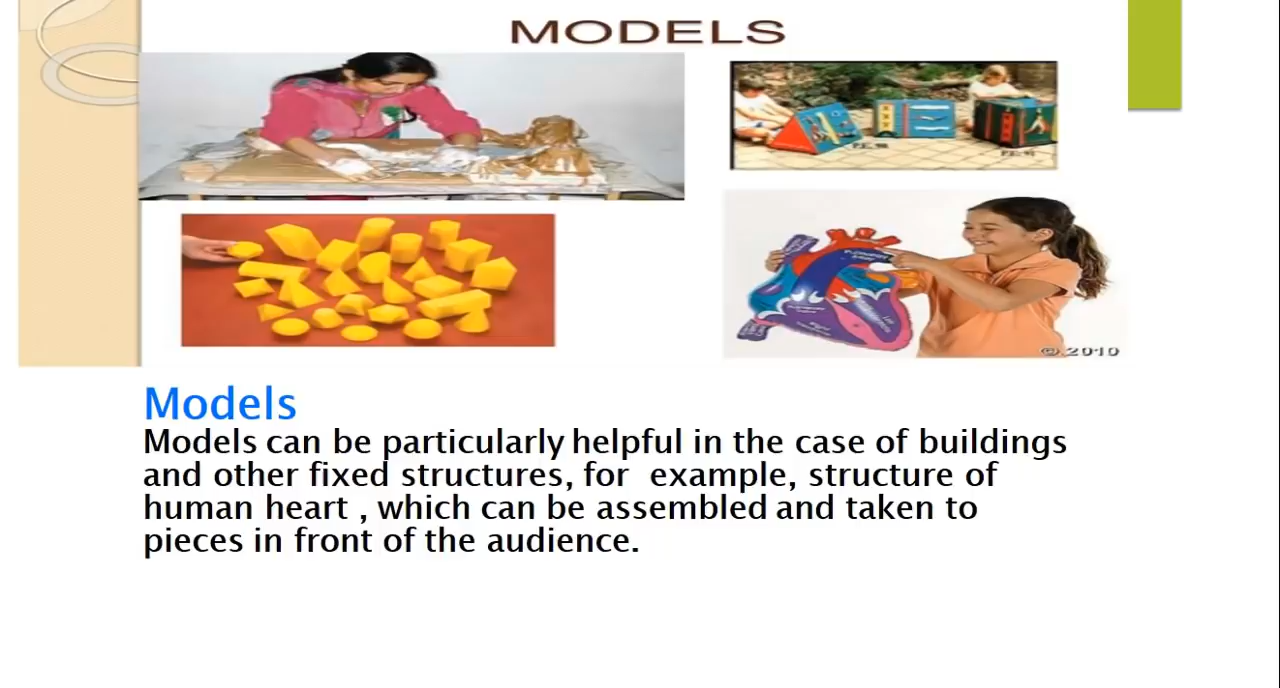 MODELS
© 2010
Models
Models can be particularly helpful in the case of buildings
and other fixed structures, for example, structure of
human heart , which can be assembled and taken to
pieces in front of the audience.